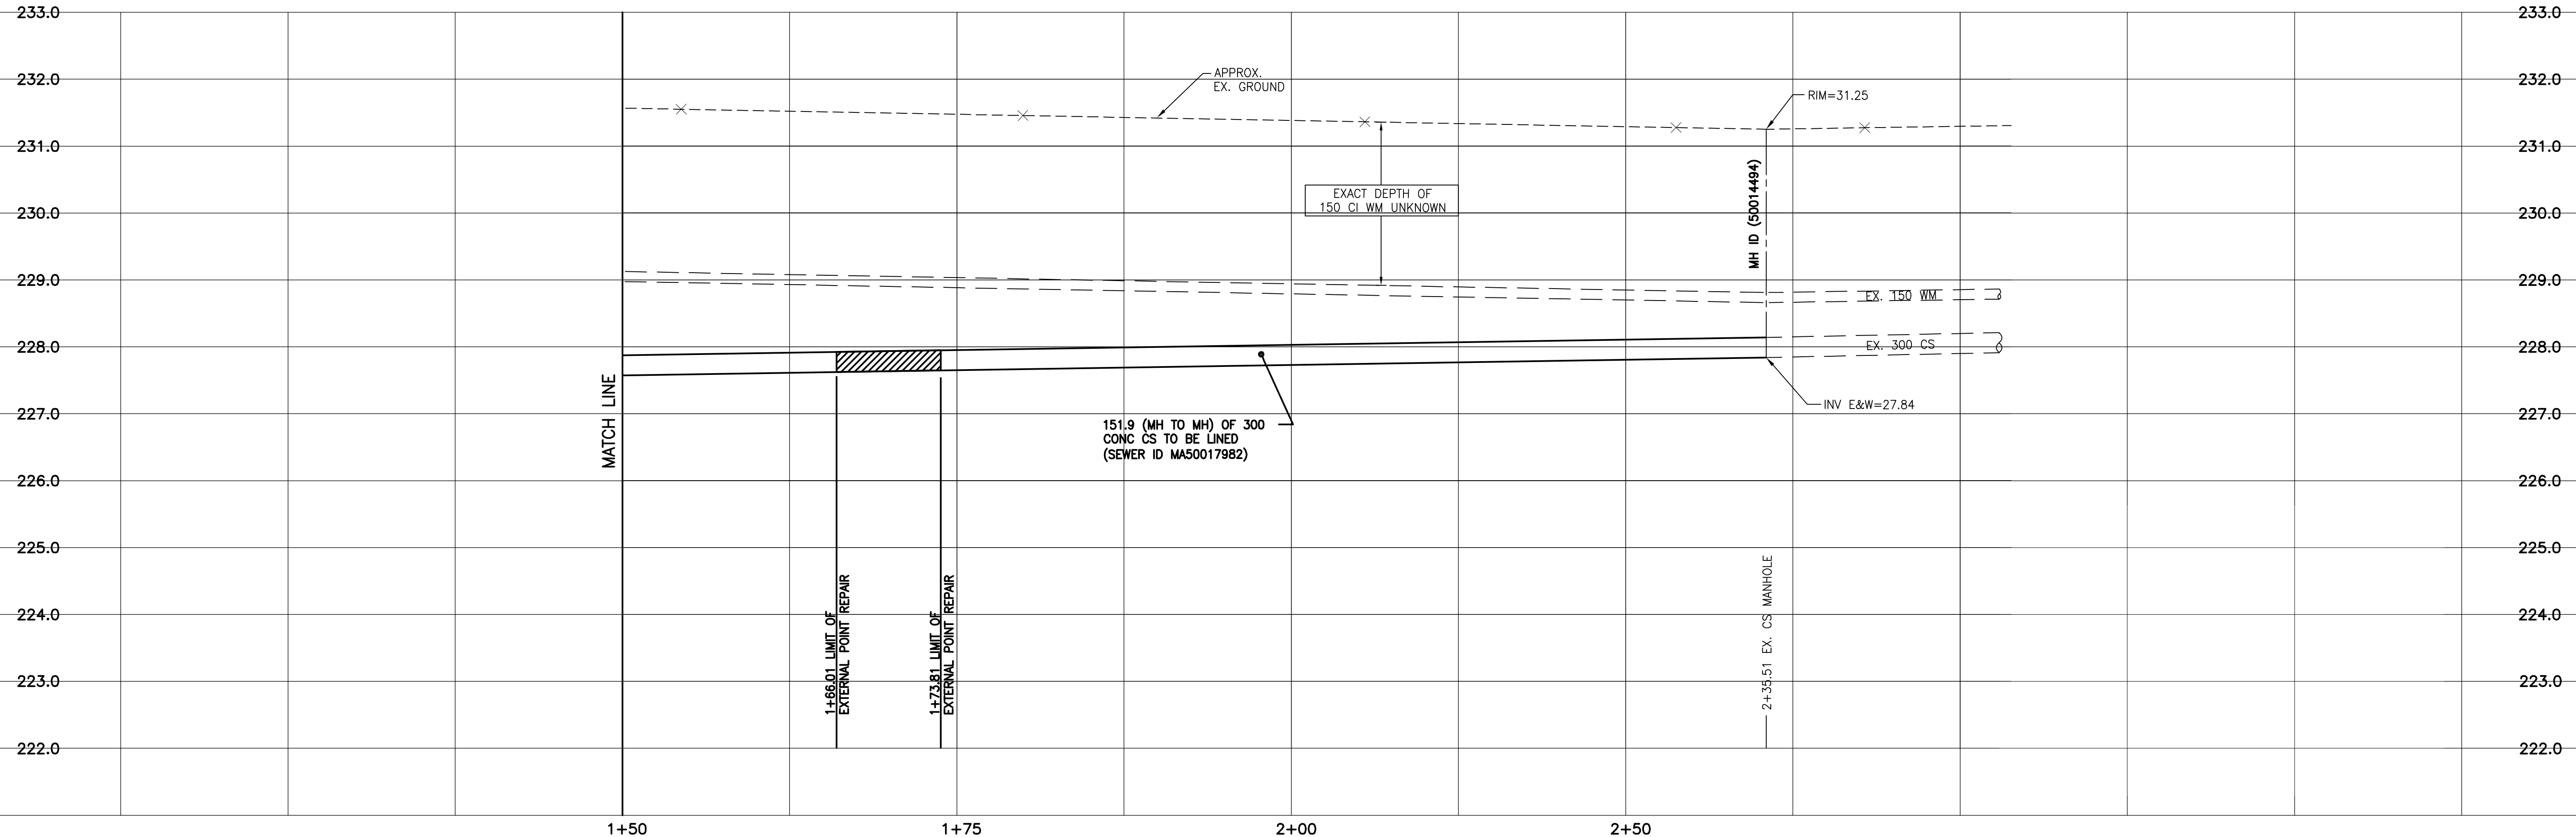 233.0 233.0
232.0 232.0
APPROX.
EX. GROUND
RIM=31.25
231.0 231.0
MH ID (50014494)
EXACT DEPTH OF
150 CI WM UNKNOWN
230.0 230.0
229.0 229.0
EX. 150 WM
228.0 228.0
EX. 300 CS
MATCH LINE
INV E&W=27.84
227.0 227.0
151.9 (MH TO MH) OF 300
CONC CS TO BE LINED
(SEWER ID MA50017982)
226.0 226.0
225.0 225.0
1+66.01 LIMIT OF
EXTERNAL POINT REPAIR
1+73.81 LIMIT OF
EXTERNAL POINT REPAIR
2+35.51 EX. CS MANHOLE
224.0 224.0
223.0 223.0
222.0 222.0
1+50 1+75 2+00 2+50